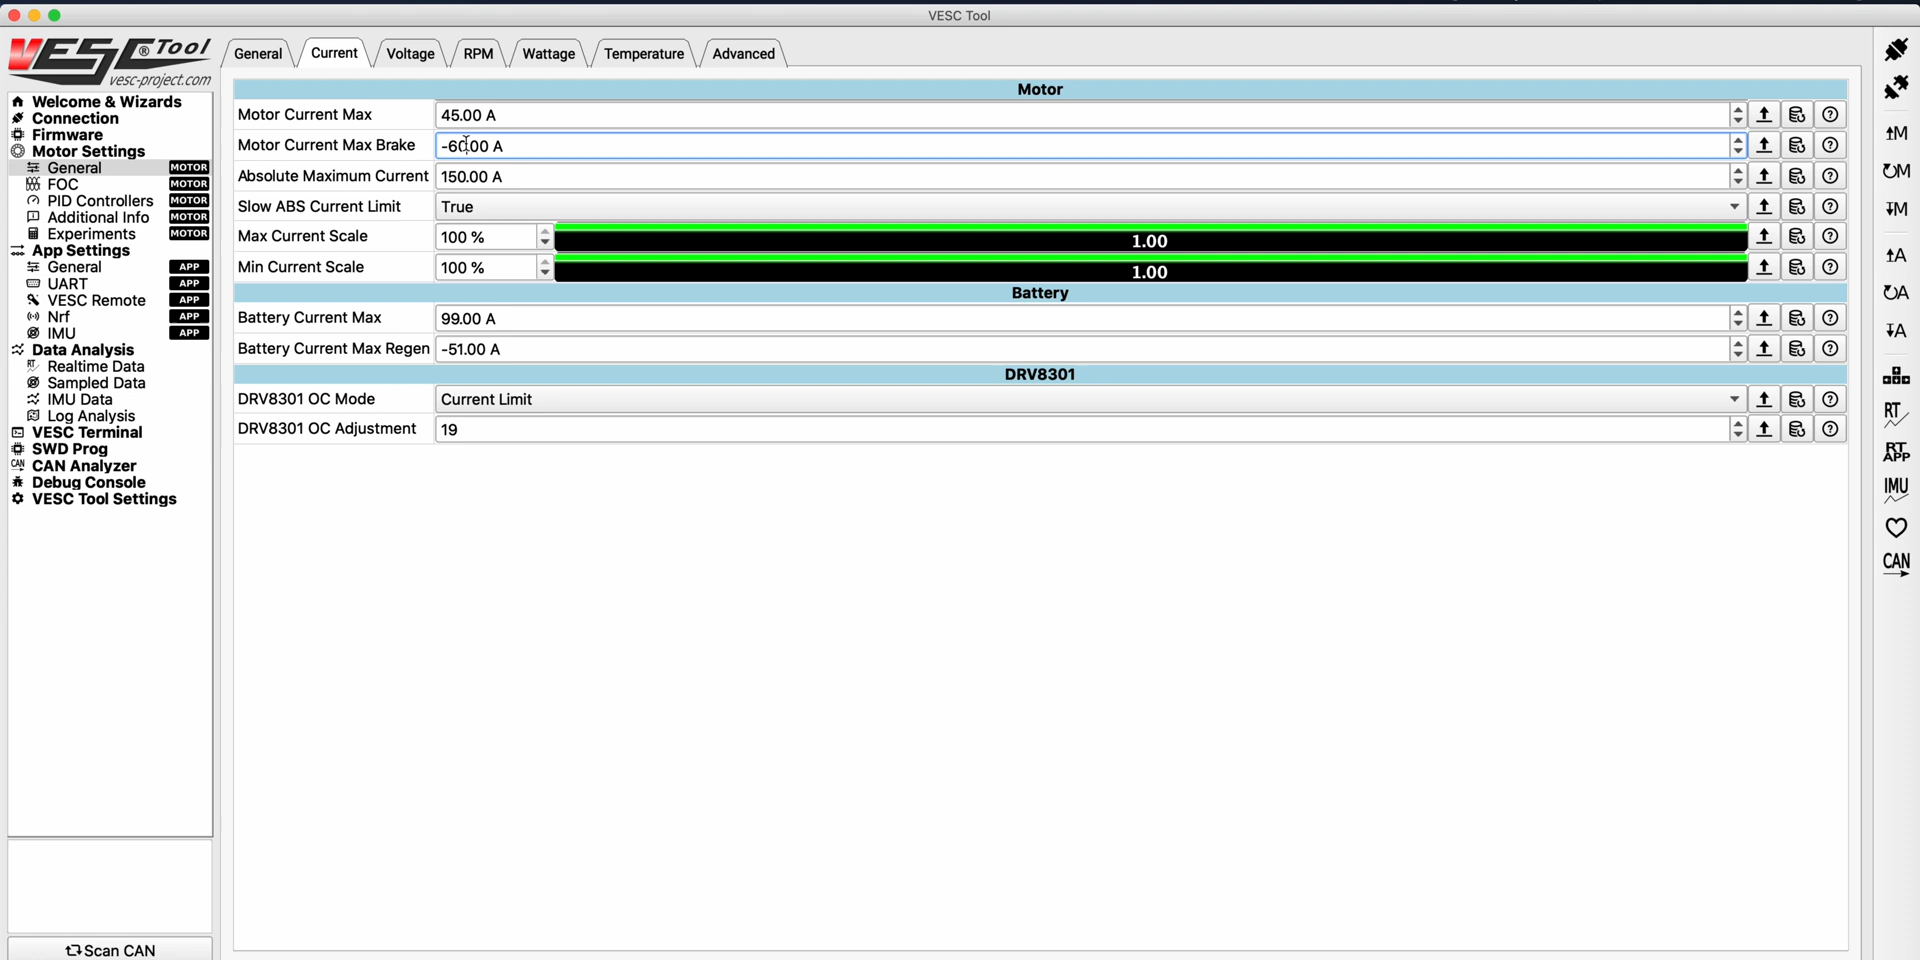 VESC Tool
VESC® Tool
vesc-project.com
Welcome & Wizards
Connection
Firmware
Motor Settings
General MOTOR
FOC MOTOR
PID Controllers MOTOR
Additional Info MOTOR
Experiments MOTOR
App Settings
General APP
UART APP
VESC Remote APP
Nrf APP
IMU APP
Data Analysis
RT Realtime Data
Sampled Data
IMU Data
Log Analysis
VESC Terminal
SWD Prog
CAN CAN Analyzer
Debug Console
VESC Tool Settings
Scan CAN
General Current Voltage RPM Wattage Temperature Advanced
Motor
Motor Current Max 45.00 A
Motor Current Max Brake -60.00 A
Absolute Maximum Current 150.00 A
Slow ABS Current Limit True
Max Current Scale 100 % 1.00
Min Current Scale 100 % 1.00
Battery
Battery Current Max 99.00 A
Battery Current Max Regen -51.00 A
DRV8301
DRV8301 OC Mode Current Limit
DRV8301 OC Adjustment 19
M
M
M
A
A
A
RT
RT
APP
IMU
CAN